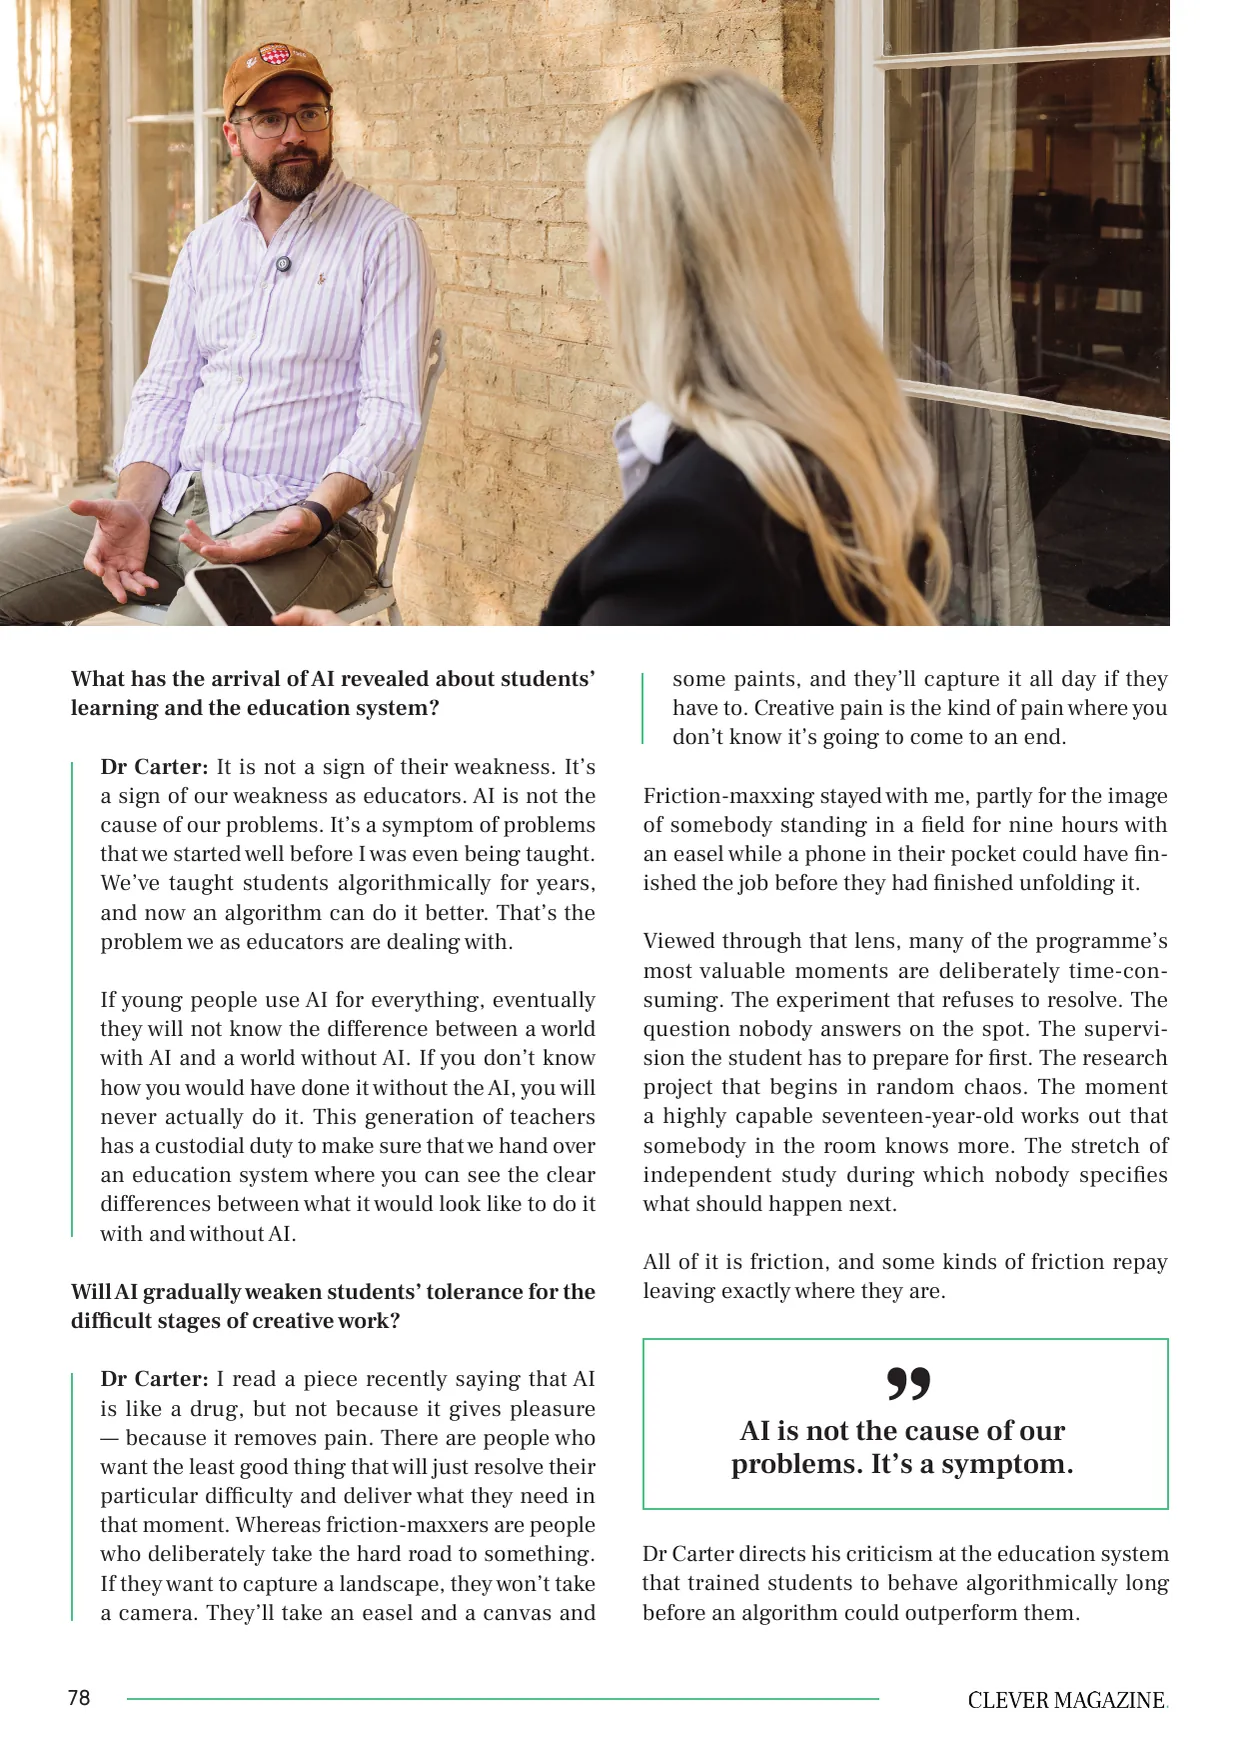 What has the arrival of AI revealed about students’
learning and the education system?
Dr Carter: It is not a sign of their weakness. It’s
a sign of our weakness as educators. AI is not the
cause of our problems. It’s a symptom of problems
that we started well before I was even being taught.
We’ve taught students algorithmically for years,
and now an algorithm can do it better. That’s the
problem we as educators are dealing with.
If young people use AI for everything, eventually
they will not know the difference between a world
with AI and a world without AI. If you don’t know
how you would have done it without the AI, you will
never actually do it. This generation of teachers
has a custodial duty to make sure that we hand over
an education system where you can see the clear
differences between what it would look like to do it
with and without AI.
Will AI gradually weaken students’ tolerance for the
difficult stages of creative work?
Dr Carter: I read a piece recently saying that AI
is like a drug, but not because it gives pleasure
— because it removes pain. There are people who
want the least good thing that will just resolve their
particular difficulty and deliver what they need in
that moment. Whereas friction-maxxers are people
who deliberately take the hard road to something.
If they want to capture a landscape, they won’t take
a camera. They’ll take an easel and a canvas and
some paints, and they’ll capture it all day if they
have to. Creative pain is the kind of pain where you
don’t know it’s going to come to an end.
Friction-maxxing stayed with me, partly for the image
of somebody standing in a field for nine hours with
an easel while a phone in their pocket could have fin-
ished the job before they had finished unfolding it.
Viewed through that lens, many of the programme’s
most valuable moments are deliberately time-con-
suming. The experiment that refuses to resolve. The
question nobody answers on the spot. The supervi-
sion the student has to prepare for first. The research
project that begins in random chaos. The moment
a highly capable seventeen-year-old works out that
somebody in the room knows more. The stretch of
independent study during which nobody specifies
what should happen next.
All of it is friction, and some kinds of friction repay
leaving exactly where they are.
”
AI is not the cause of our
problems. It’s a symptom.
Dr Carter directs his criticism at the education system
that trained students to behave algorithmically long
before an algorithm could outperform them.
78
CLEVER MAGAZINE.